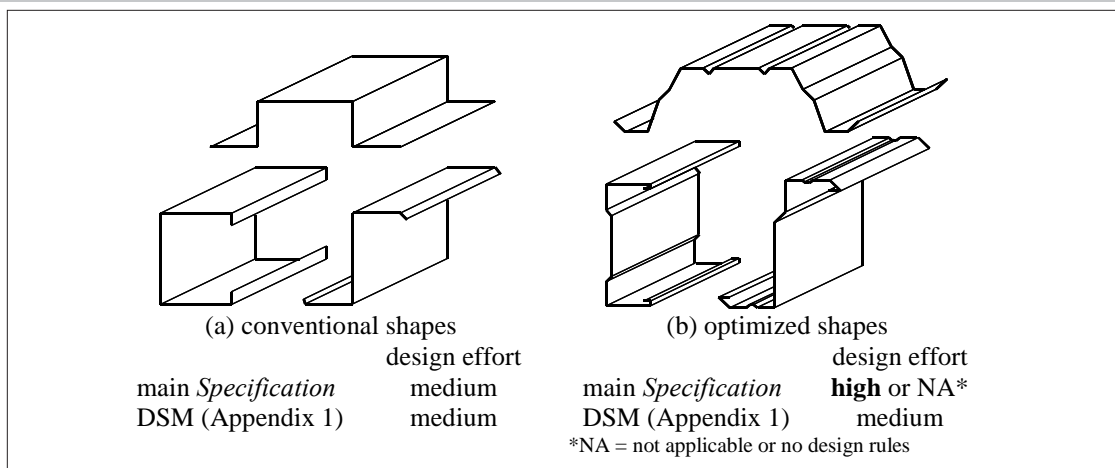 (a) conventional shapes
design effort
main Specification medium
DSM (Appendix 1) medium
(b) optimized shapes
design effort
main Specification high or NA*
DSM (Appendix 1) medium
*NA = not applicable or no design rules